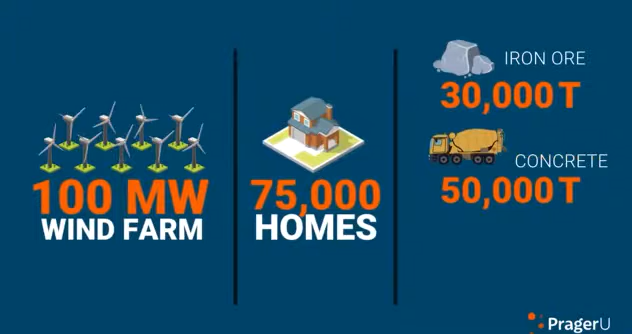 100 MW
WIND FARM
75,000
HOMES
IRON ORE
30,000 T
CONCRETE
50,000 T
PragerU